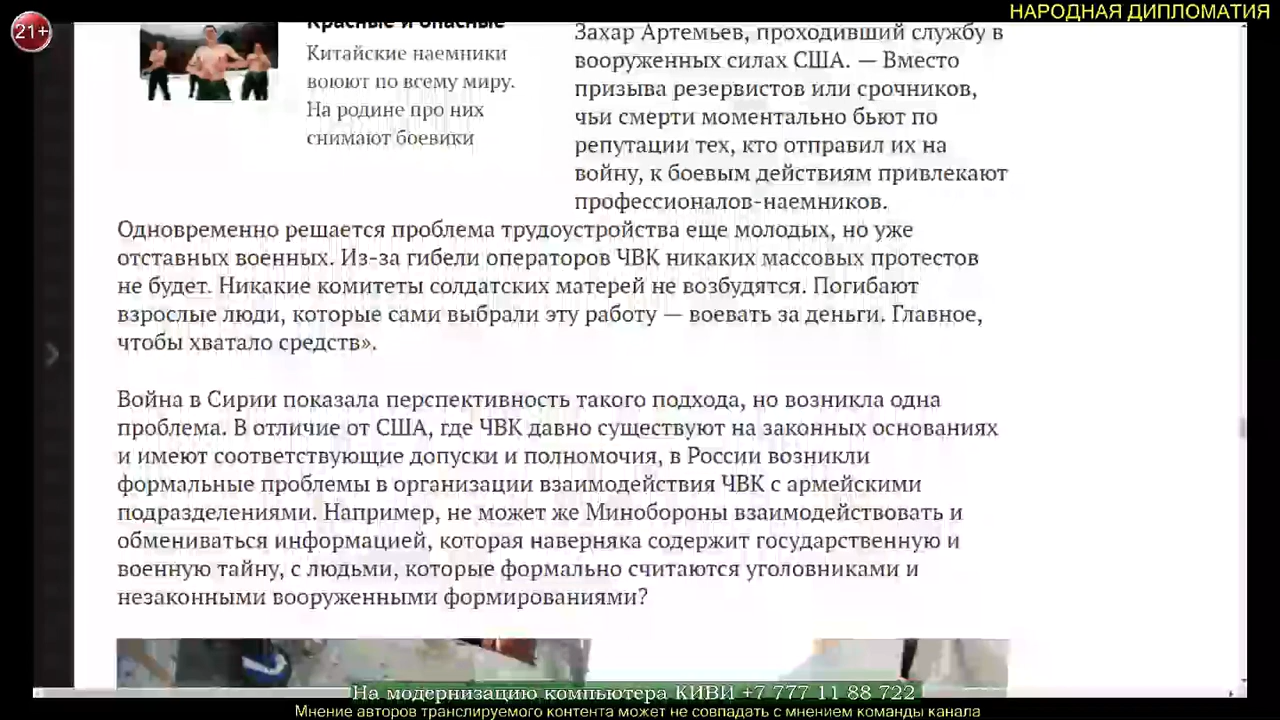 НАРОДНАЯ ДИПЛОМАТИЯ
21+
Красные и опасные
Китайские наемники
воюют по всему миру.
На родине про них
снимают боевики
Захар Артемьев, проходивший службу в
вооруженных силах США. — Вместо
призыва резервистов или срочников,
чьи смерти моментально бьют по
репутации тех, кто отправил их на
войну, к боевым действиям привлекают
профессионалов-наемников.
Одновременно решается проблема трудоустройства еще молодых, но уже
отставных военных. Из-за гибели операторов ЧВК никаких массовых протестов
не будет. Никакие комитеты солдатских матерей не возбудятся. Погибают
взрослые люди, которые сами выбрали эту работу — воевать за деньги. Главное,
чтобы хватало средств».
Война в Сирии показала перспективность такого подхода, но возникла одна
проблема. В отличие от США, где ЧВК давно существуют на законных основаниях
и имеют соответствующие допуски и полномочия, в России возникли
формальные проблемы в организации взаимодействия ЧВК с армейскими
подразделениями. Например, не может же Минобороны взаимодействовать и
обмениваться информацией, которая наверняка содержит государственную и
военную тайну, с людьми, которые формально считаются уголовниками и
незаконными вооруженными формированиями?
На модернизацию компьютера КИВИ +7 777 11 88 722
Мнение авторов транслируемого контента может не совпадать с мнением команды канала